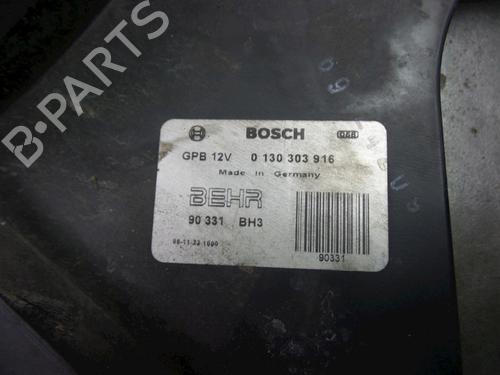 B-PARTS
BOSCH
GPB 12V 0 130 303 916
Made in Germany
BEHR
90 331 BH3
90331